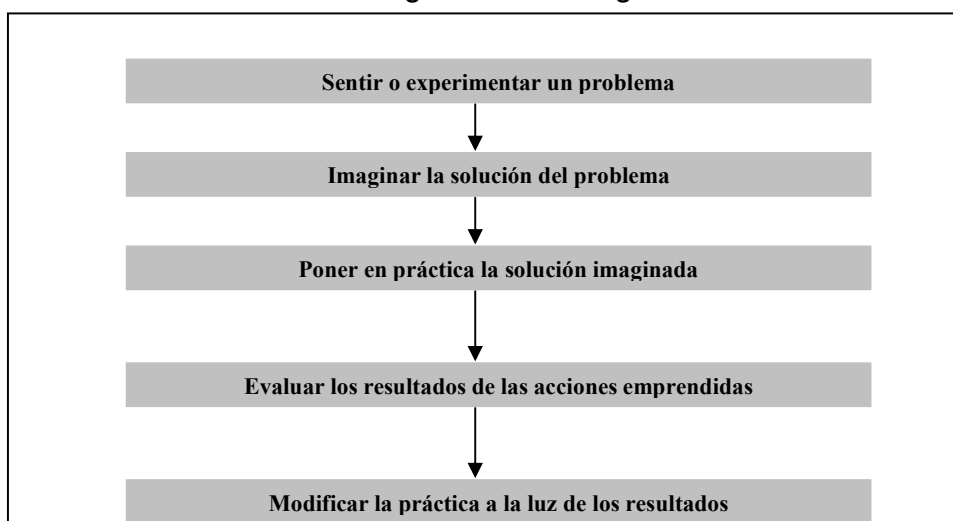 Sentir o experimentar un problema
Imaginar la solución del problema
Poner en práctica la solución imaginada
Evaluar los resultados de las acciones emprendidas
Modificar la práctica a la luz de los resultados